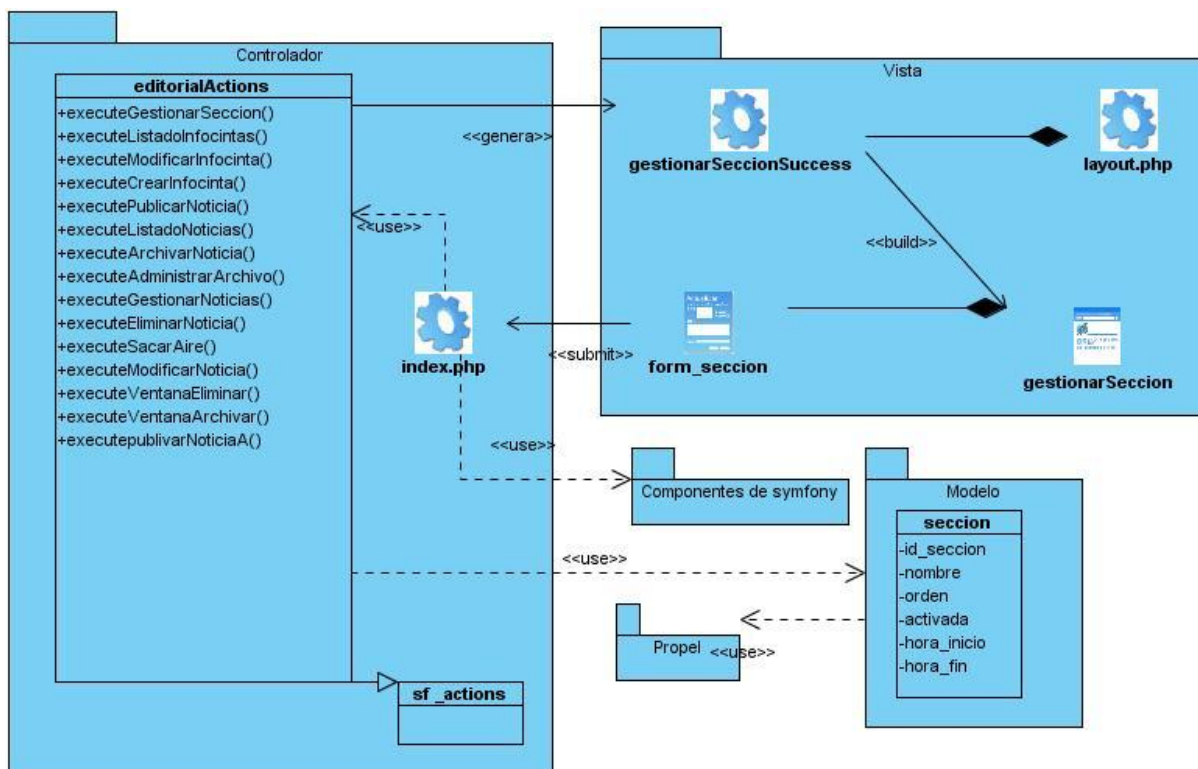 Controlador
editorialActions
+executeGestionarSeccion()
+executeListadoInfocintas()
+executeModificarInfocinta()
+executeCrearInfocinta()
+executePublicarNoticia()
+executeListadoNoticias()
+executeArchivarNoticia()
+executeAdministrarArchivo()
+executeGestionarNoticias()
+executeEliminarNoticia()
+executeSacarAire()
+executeModificarNoticia()
+executeVentanaEliminar()
+executeVentanaArchivar()
+executepublivarNoticiaA()
<<use>>
index.php
sf _actions
<<genera>>
Vista
gestionarSeccionSuccess
layout.php
<<build>>
<<submit>>
form_seccion
gestionarSeccion
<<use>>
Componentes de symfony
<<use>>
Modelo
seccion
-id_seccion
-nombre
-orden
-activada
-hora_inicio
-hora_fin
Propel
<<use>>